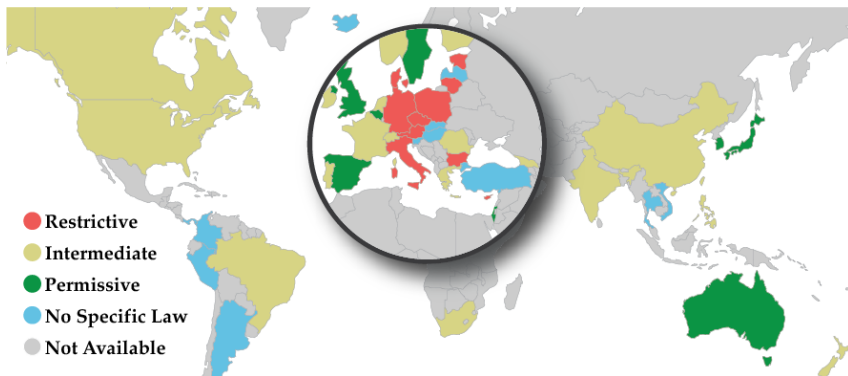 Restrictive
Intermediate
Permissive
No Specific Law
Not Available